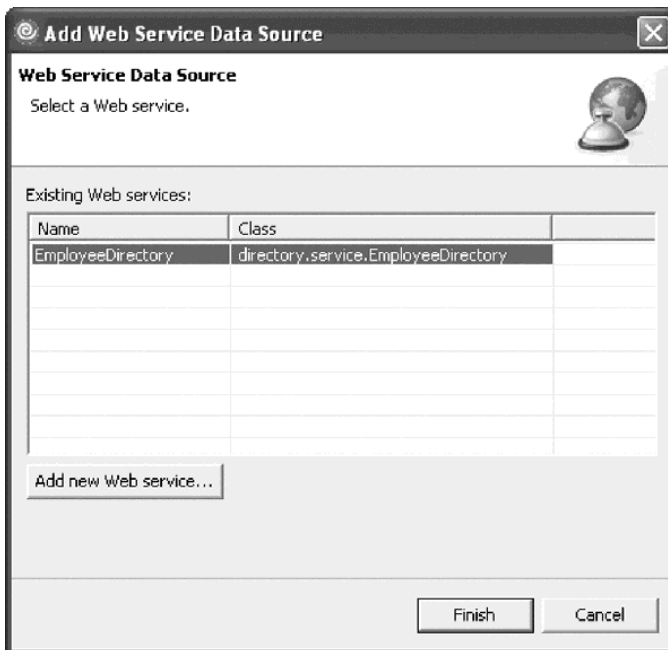 Add Web Service Data Source
Web Service Data Source
Select a Web service.
Existing Web services:
Name Class
EmployeeDirectory directory.service.EmployeeDirectory
Add new Web service...
Finish Cancel